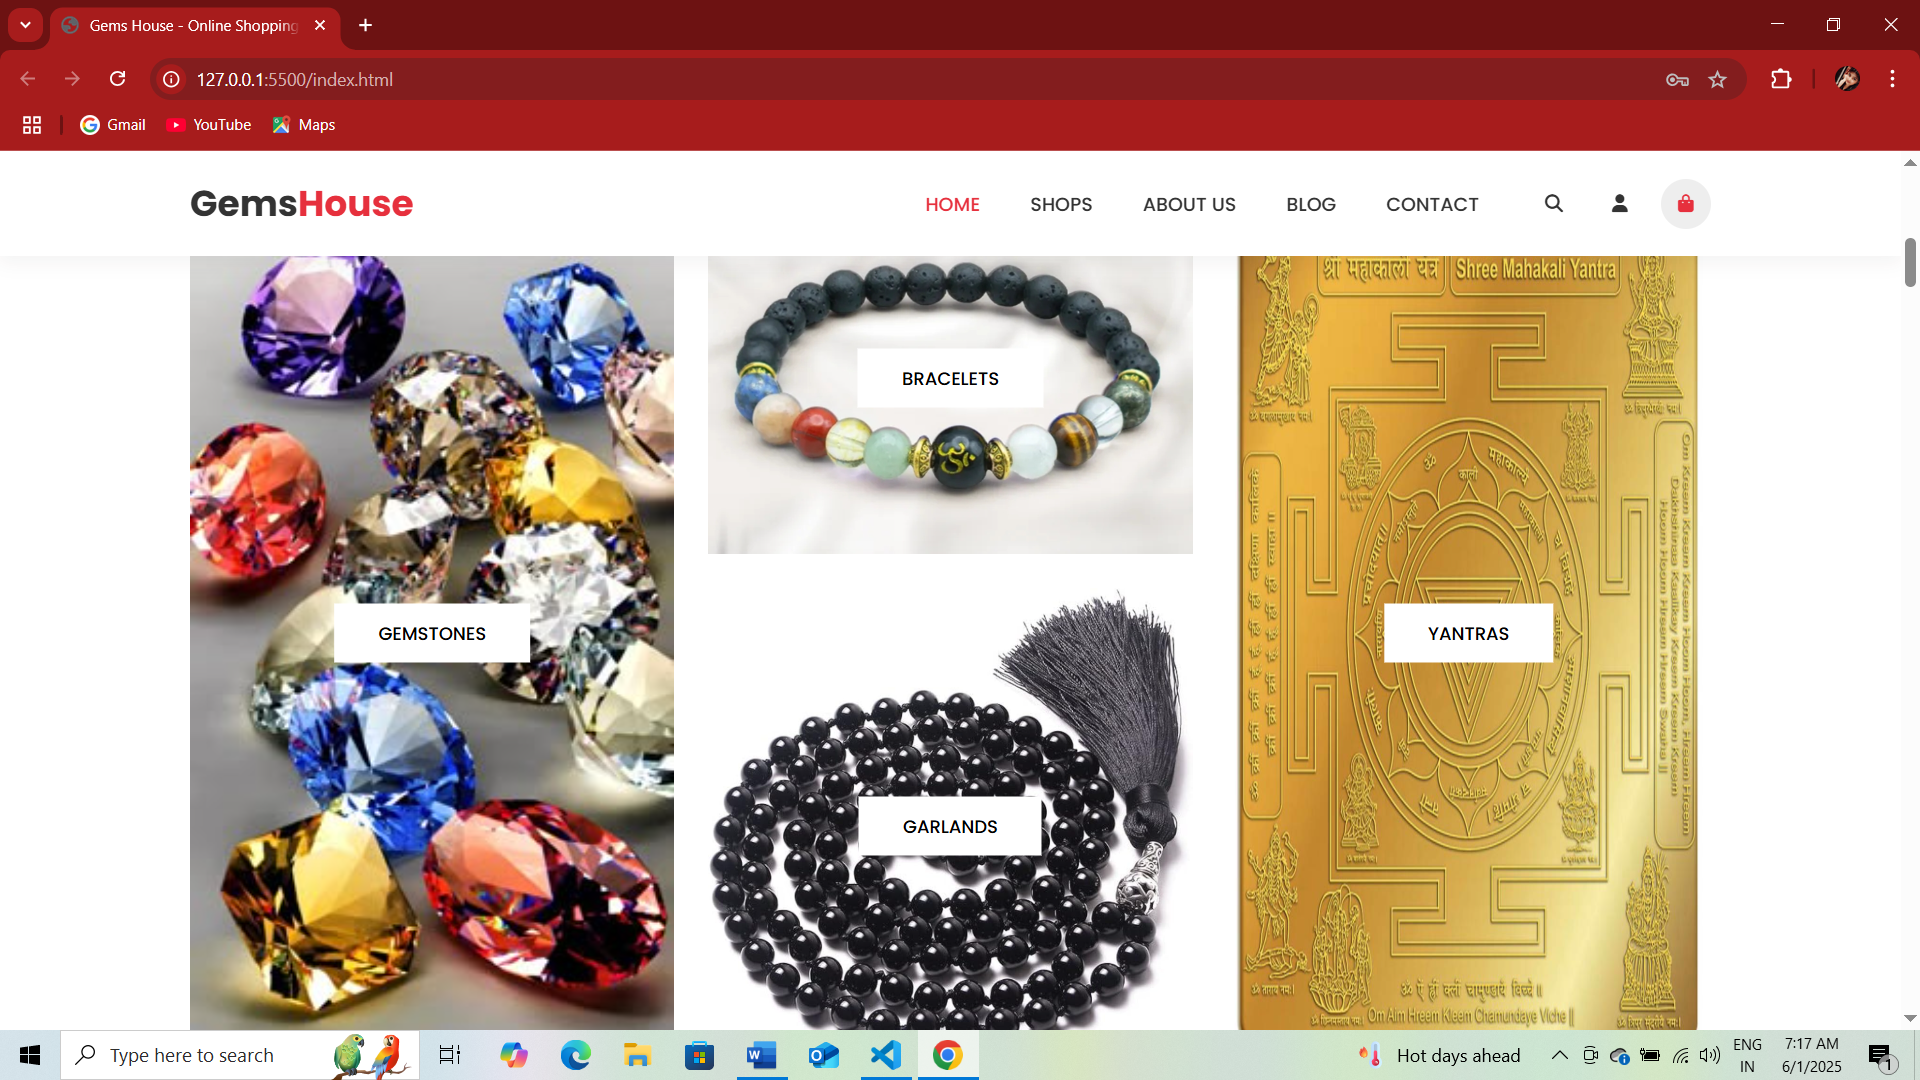 Gems House - Online Shopping
127.0.0.1:5500/index.html
Gmail
YouTube
Maps
GemsHouse
HOME
SHOPS
ABOUT US
BLOG
CONTACT
श्री महाकाली यंत्र
Shree Mahakali Yantra
BRACELETS
GEMSTONES
YANTRAS
GARLANDS
ॐ ऐं ह्रीं क्लीं चामुण्डायै विच्चे ॥
Om Aim Hreem Kleem Chamundaye Viche ||
Type here to search
Hot days ahead
ENG
IN
7:17 AM
6/1/2025
1